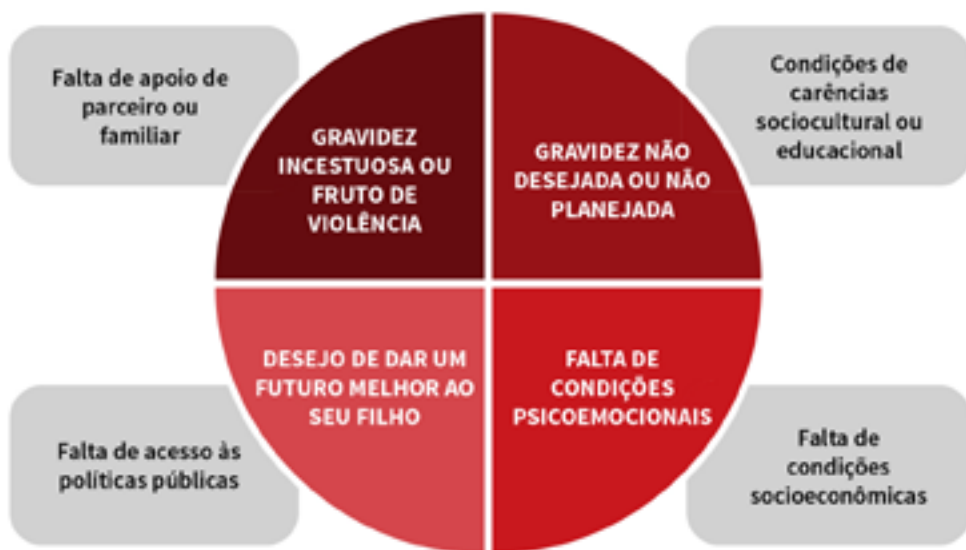 Falta de apoio de
parceiro ou
familiar
GRAVIDEZ
INCESTUOSA OU
FRUTO DE
VIOLÊNCIA
GRAVIDEZ NÃO
DESEJADA OU NÃO
PLANEJADA
Condições de
carências
sociocultural ou
educacional
Falta de acesso às
políticas públicas
DESEJO DE DAR UM
FUTURO MELHOR AO
SEU FILHO
FALTA DE
CONDIÇÕES
PSICOEMOCIONAIS
Falta de
condições
socioeconômicas